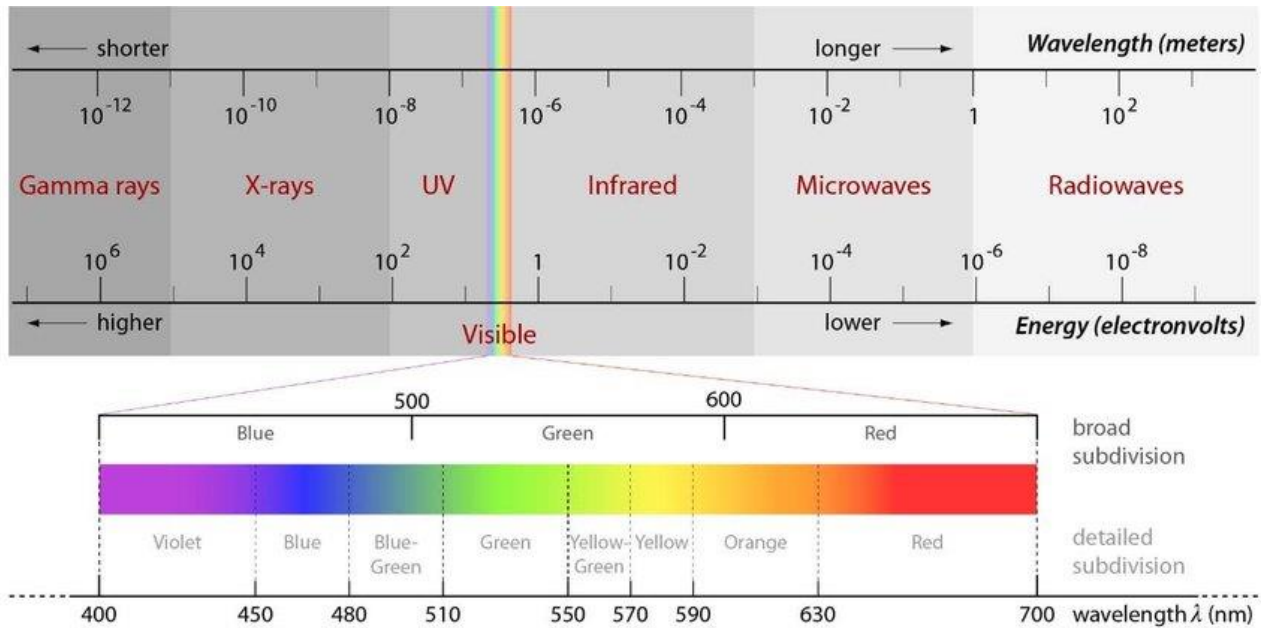 shorter longer Wavelength (meters)
10⁻¹² 10⁻¹⁰ 10⁻⁸ 10⁻⁶ 10⁻⁴ 10⁻² 1 10²
Gamma rays X-rays UV Infrared Microwaves Radiowaves
10⁶ 10⁴ 10² 1 10⁻² 10⁻⁴ 10⁻⁶ 10⁻⁸
higher Visible lower Energy (electronvolts)
500 600
Blue Green Red broad
subdivision
Violet Blue Blue- Green Yellow- Yellow Orange Red detailed
Green Green subdivision
400 450 480 510 550 570 590 630 700 wavelength λ (nm)